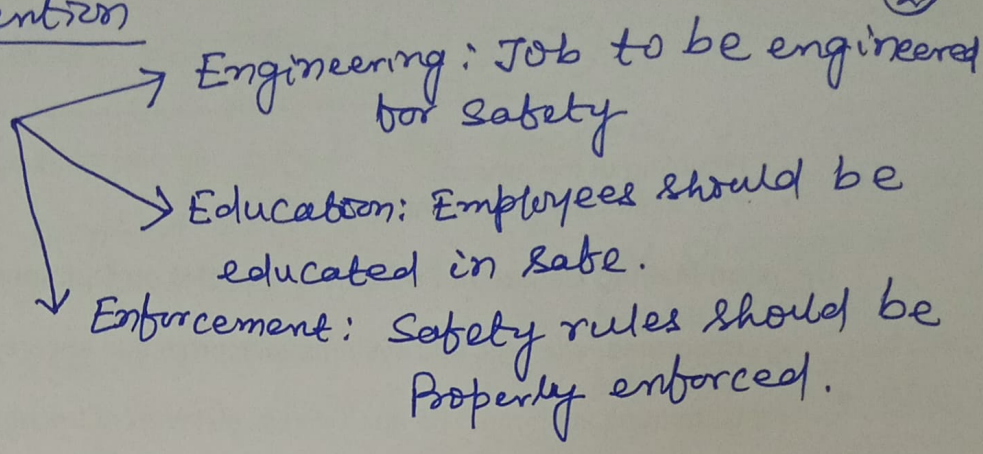 Engineering: Job to be engineered
for safety
Education: Employees should be
educated in safe.
Enforcement: Safety rules should be
Properly enforced.